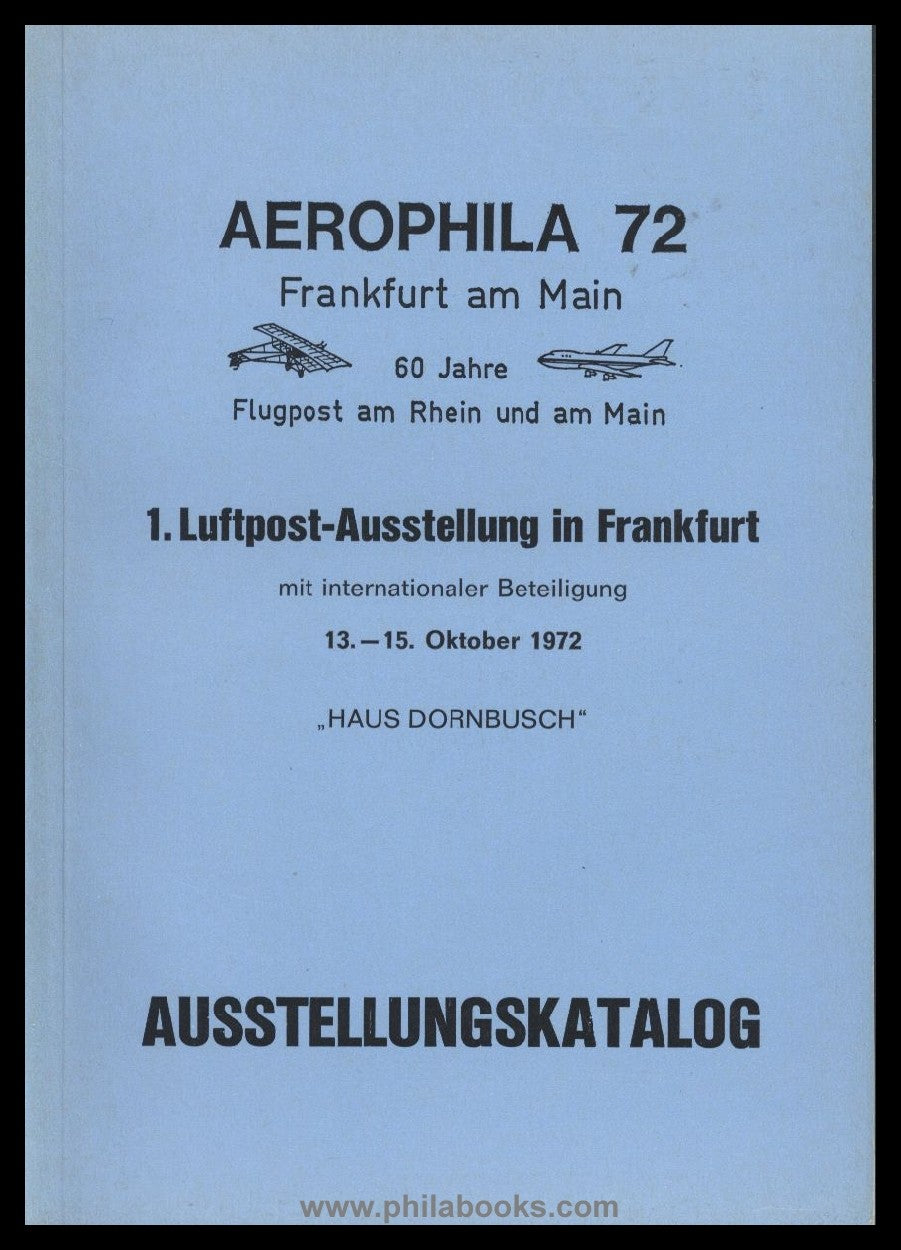 AEROPHILA 72
Frankfurt am Main
60 Jahre
Flugpost am Rhein und am Main
1. Luftpost-Ausstellung in Frankfurt
mit internationaler Beteiligung
13.—15. Oktober 1972
„HAUS DORNBUSCH“
AUSSTELLUNGSKATALOG
www.philabooks.com